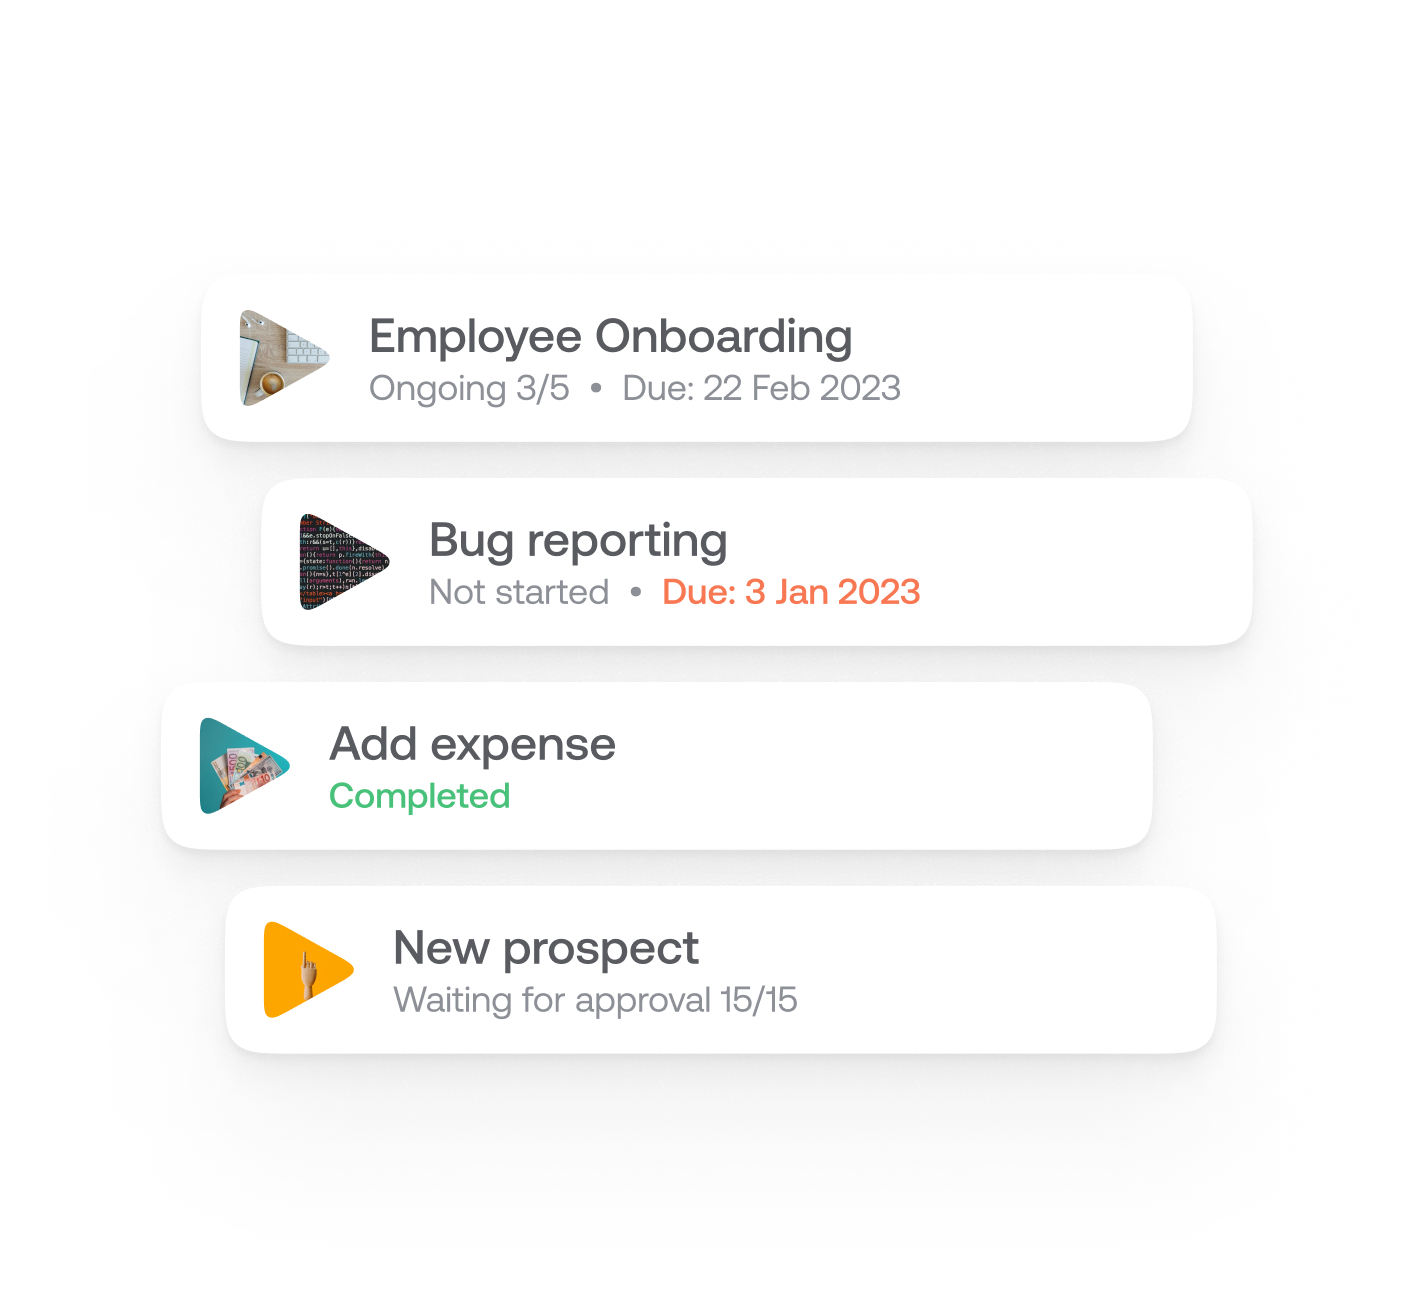 Employee Onboarding
Ongoing 3/5 • Due: 22 Feb 2023
Bug reporting
Not started • Due: 3 Jan 2023
Add expense
Completed
New prospect
Waiting for approval 15/15